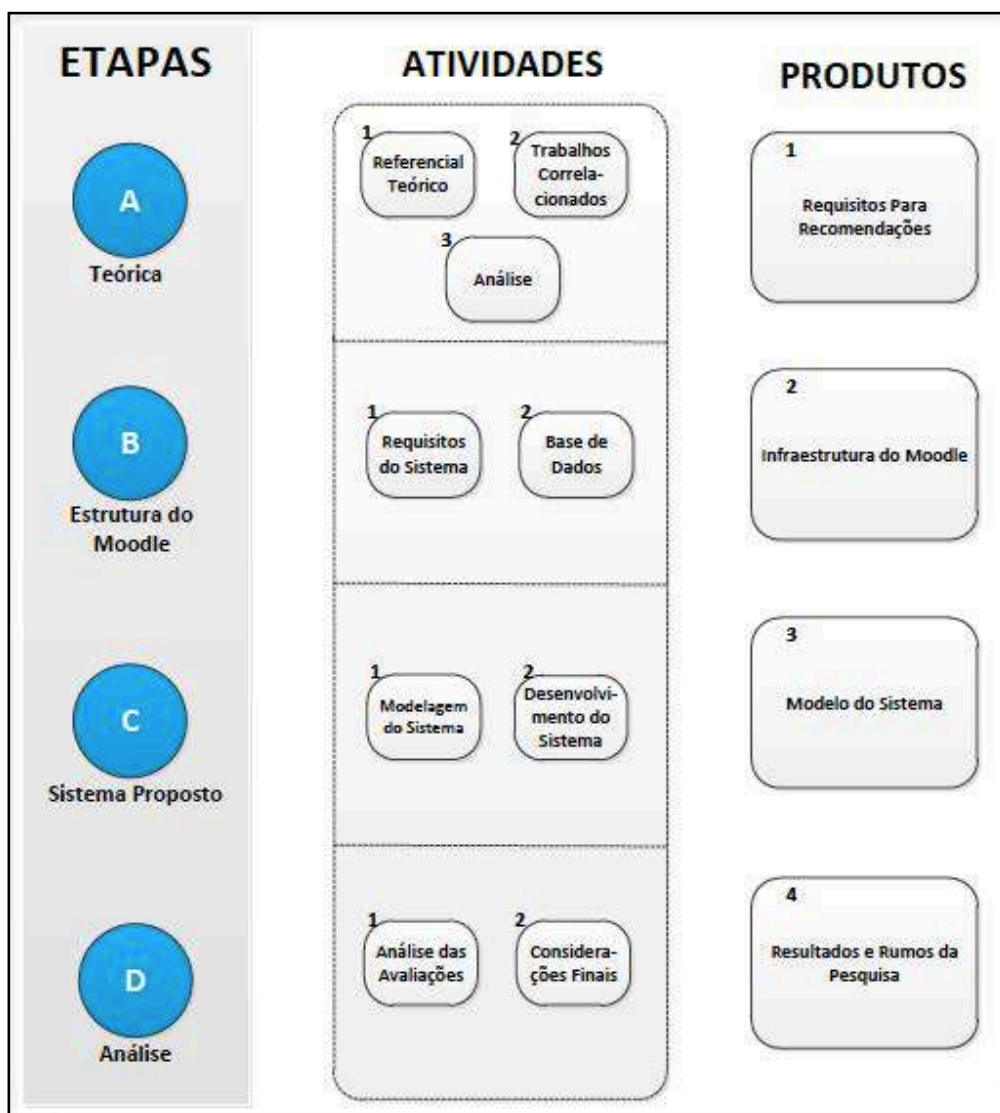 ETAPAS
ATIVIDADES
PRODUTOS
A
Teórica
1
Referencial
Teórico
2
Trabalhos
Correla-
cionados
3
Análise
1
Requisitos Para
Recomendações
B
Estrutura do
Moodle
1
Requisitos
do Sistema
2
Base de
Dados
2
Infraestrutura do Moodle
C
Sistema Proposto
1
Modelagem
do Sistema
2
Desenvolvi-
mento do
Sistema
3
Modelo do Sistema
D
Análise
1
Análise das
Avaliações
2
Considera-
ções Finais
4
Resultados e Rumos da
Pesquisa